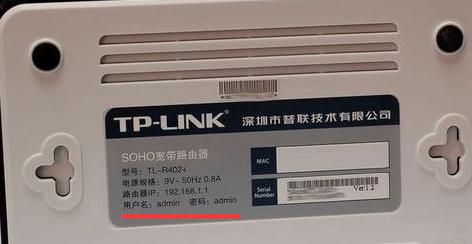 TP-LINK 深圳市普联技术有限公司
SOHO宽带路由器
型号：TL-R402+
电源规格：9V～50Hz 0.8A
路由器IP：192.168.1.1
用户名：admin 密码：admin
MAC
Serial Number
Ver:1.2